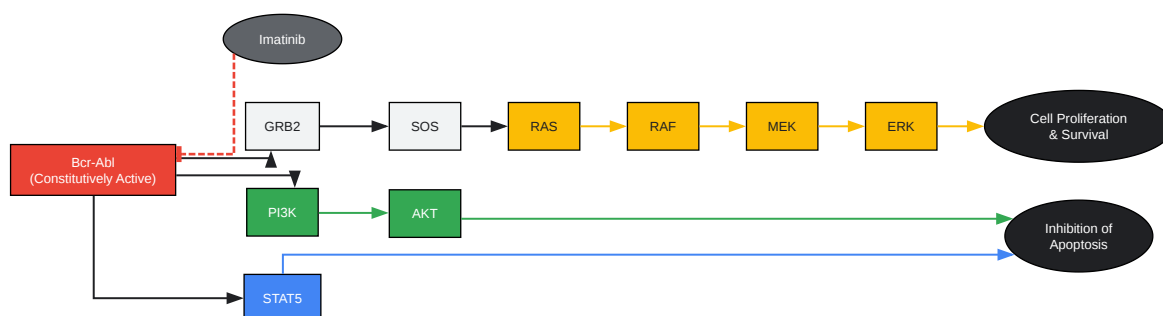 Imatinib
GRB2
SOS
RAS
RAF
MEK
ERK
Cell Proliferation
& Survival
Bcr-Abl
(Constitutively Active)
PI3K
AKT
Inhibition of
Apoptosis
STAT5